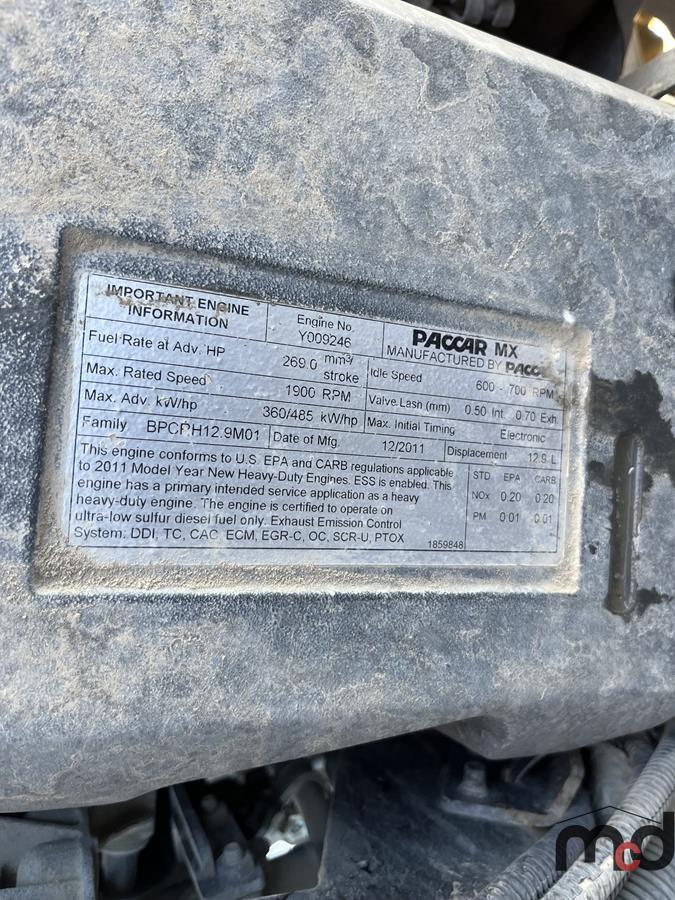 IMPORTANT ENGINE
INFORMATION
Engine No.
Y009246
PACCAR MX
MANUFACTURED BY PACCAR
Fuel Rate at Adv. HP 269.0 mm³/
stroke
Idle Speed 600 - 700 RPM
Max. Rated Speed 1900 RPM
Valve Lash (mm) 0.50 Int. 0.70 Exh.
Max. Adv. kW/hp 360/485 kW/hp
Max. Initial Timing Electronic
Family BPCRH12.9M01
Date of Mfg. 12/2011
Displacement 12.9 L
This engine conforms to U.S. EPA and CARB regulations applicable
to 2011 Model Year New Heavy-Duty Engines. ESS is enabled. This
engine has a primary intended service application as a heavy
heavy-duty engine. The engine is certified to operate on
ultra-low sulfur diesel fuel only. Exhaust Emission Control
System: DDI, TC, CAC, ECM, EGR-C, OC, SCR-U, PTOX
STD EPA CARB
NOx 0.20 0.20
PM 0.01 0.01
1859848
mcd